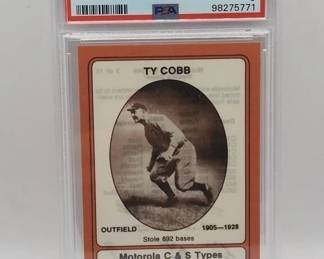 PSA 98275771
TY COBB
OUTFIELD 1905—1928
Stole 892 bases
Motorola C & S Types